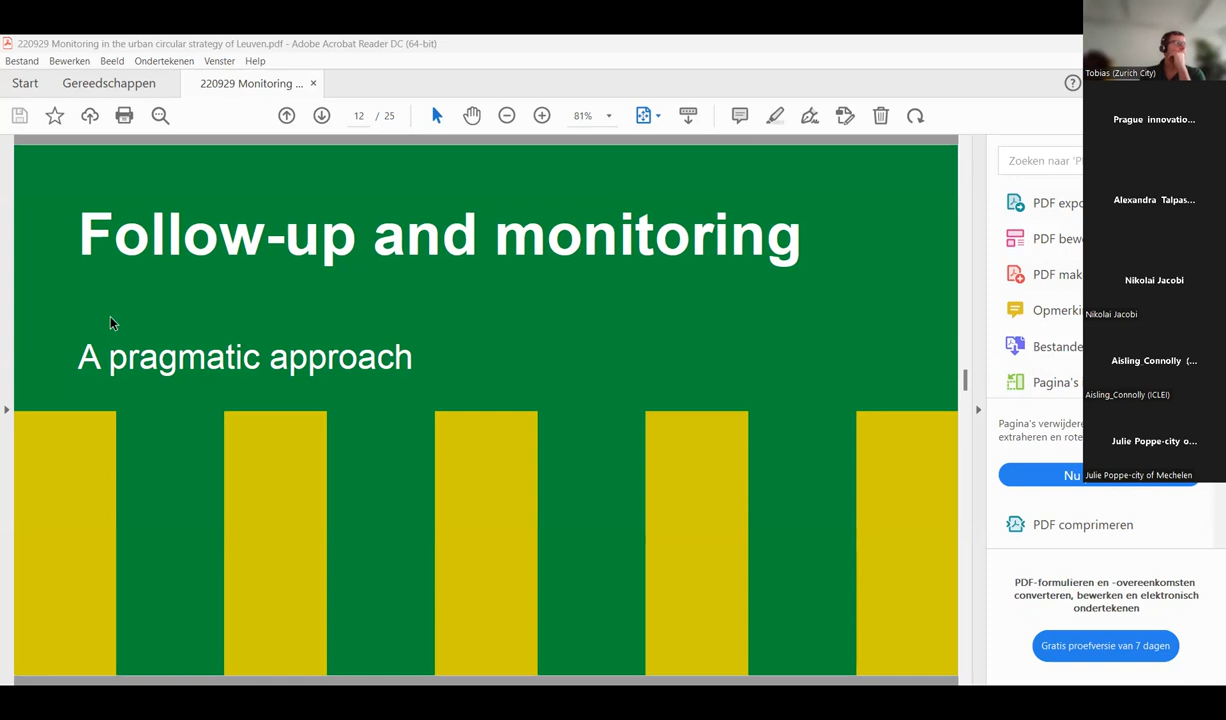 220929 Monitoring in the urban circular strategy of Leuven.pdf - Adobe Acrobat Reader DC (64-bit)
Bestand Bewerken Beeld Ondertekenen Venster Help
Start Gereedschappen 220929 Monitoring ... ×
12 / 25 81%
Follow-up and monitoring
A pragmatic approach
Zoeken naar 'P
PDF expo
PDF bew
PDF mak
Opmerki
Bestande
Pagina's
Pagina's verwijdere
extraheren en rote
Nu
PDF comprimeren
PDF-formulieren en -overeenkomsten
converteren, bewerken en elektronisch
ondertekenen
Gratis proefversie van 7 dagen
Tobias (Zurich City)
Prague innovatio...
Alexandra Talpas...
Nikolai Jacobi
Nikolai Jacobi
Aisling_Connolly (...
Aisling_Connolly (ICLEI)
Julie Poppe-city o...
Julie Poppe-city of Mechelen